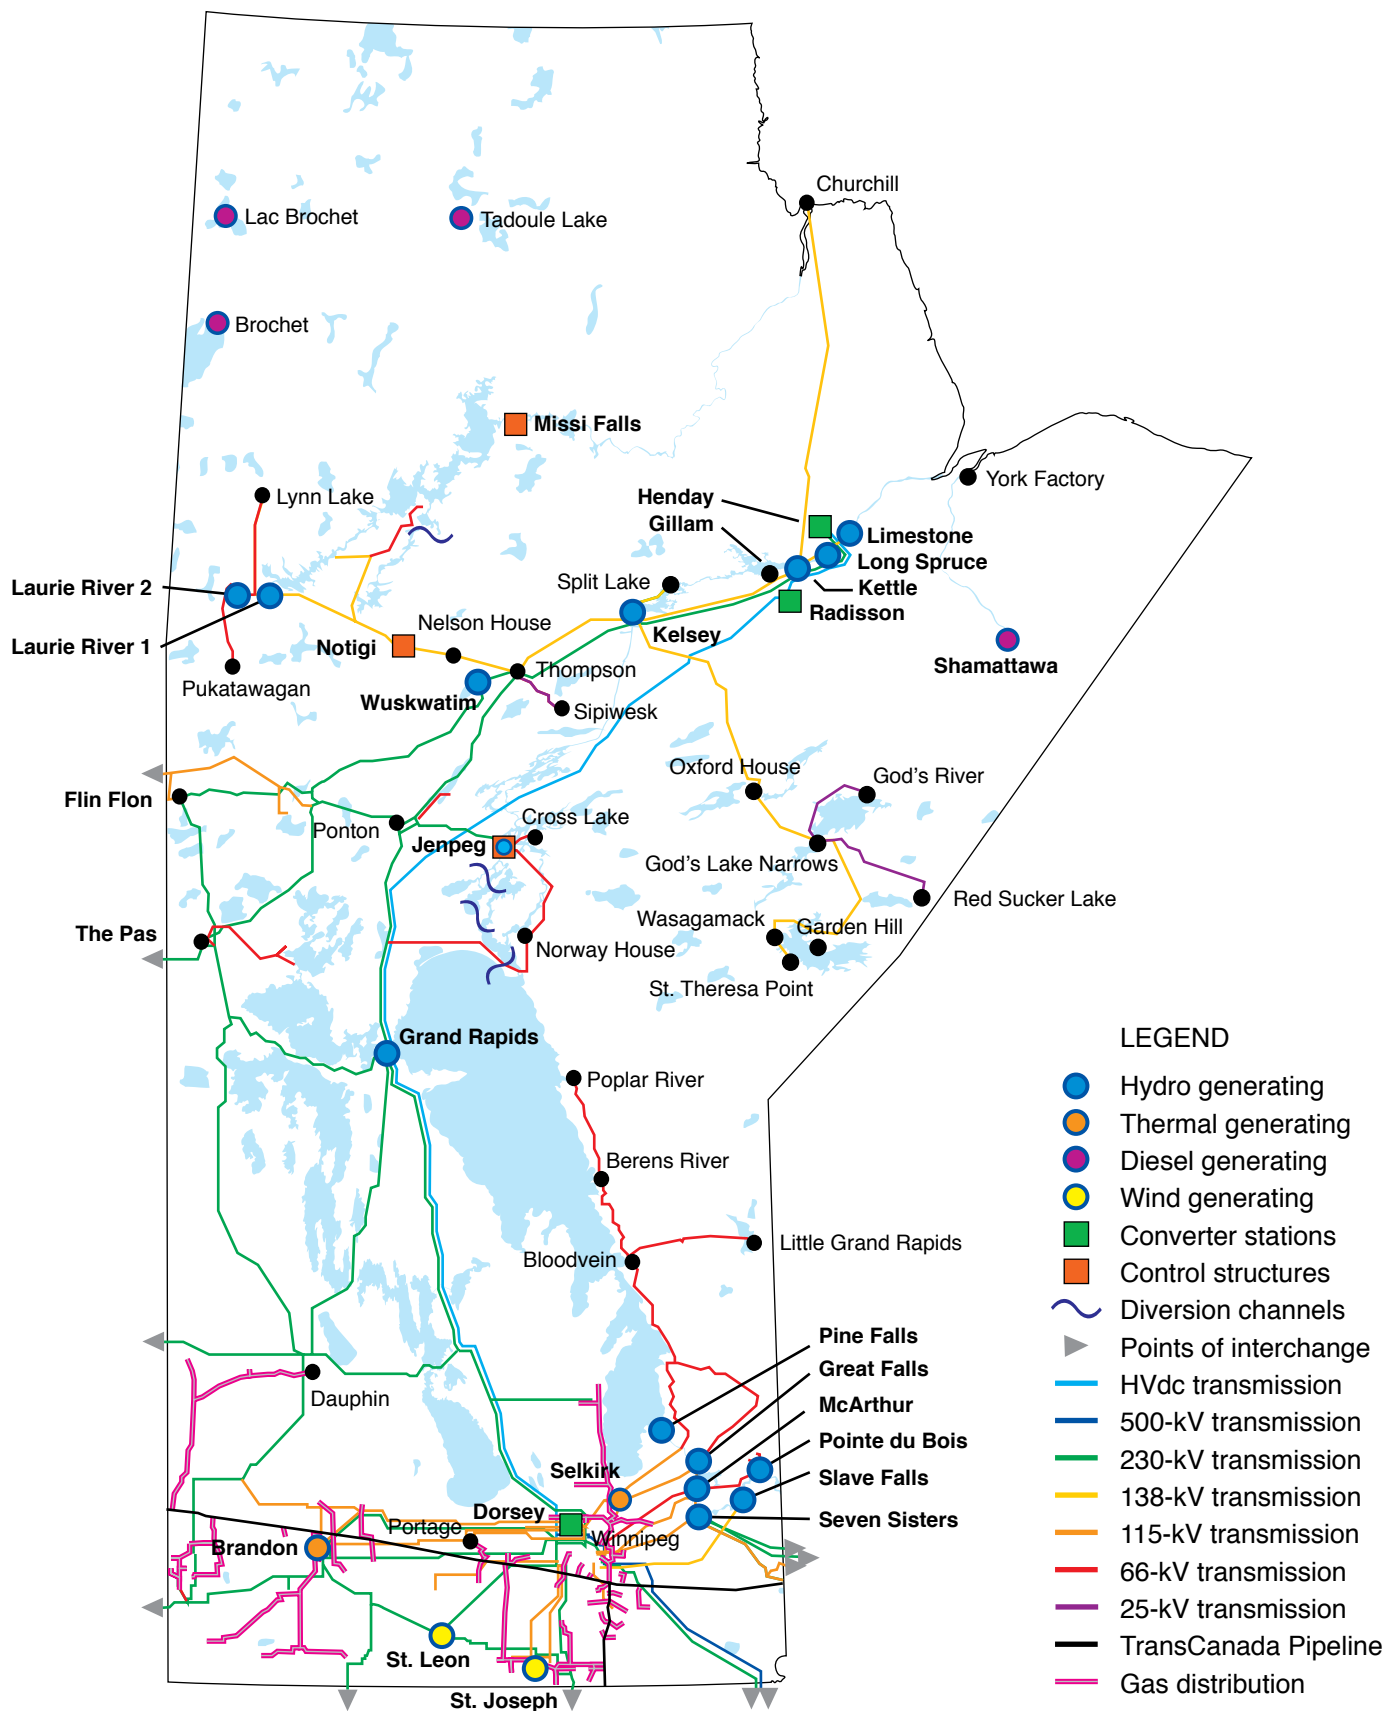 Churchill
Lac Brochet
Tadoule Lake
Brochet
Missi Falls
York Factory
Lynn Lake
Henday
Gillam
Limestone
Long Spruce
Kettle
Radisson
Split Lake
Laurie River 2
Nelson House
Kelsey
Laurie River 1
Notigi
Shamattawa
Thompson
Pukatawagan
Wuskwatim
Sipiwesk
Oxford House
God's River
Flin Flon
Ponton
Cross Lake
Jenpeg
God's Lake Narrows
Red Sucker Lake
Wasagamack
Garden Hill
The Pas
Norway House
St. Theresa Point
Grand Rapids
Poplar River
Berens River
Little Grand Rapids
Bloodvein
Pine Falls
Great Falls
Dauphin
McArthur
Pointe du Bois
Selkirk
Slave Falls
Dorsey
Seven Sisters
Portage
Winnipeg
Brandon
St. Leon
St. Joseph
LEGEND
Hydro generating
Thermal generating
Diesel generating
Wind generating
Converter stations
Control structures
Diversion channels
Points of interchange
HVdc transmission
500-kV transmission
230-kV transmission
138-kV transmission
115-kV transmission
66-kV transmission
25-kV transmission
TransCanada Pipeline
Gas distribution